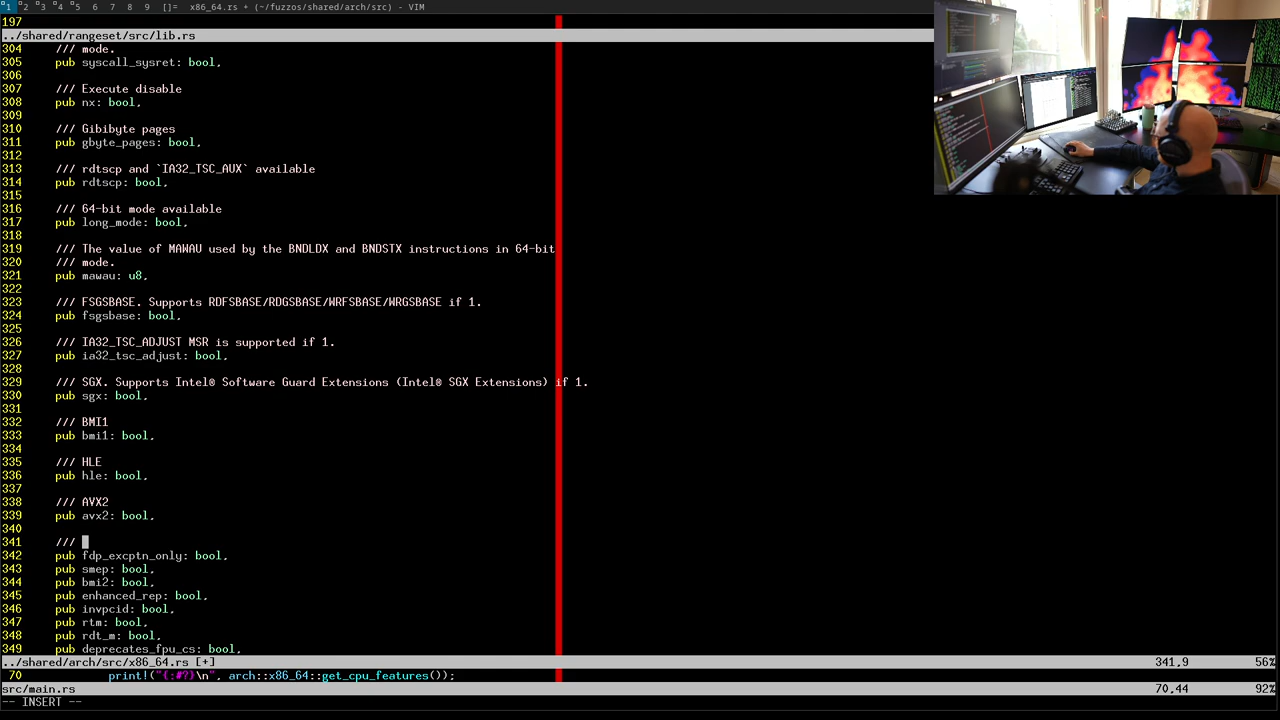 1 2 3 4 5 6 7 8 9 []= x86_64.rs + (~/fuzzos/shared/arch/src) - VIM
197
../shared/rangeset/src/lib.rs
304 /// mode.
305 pub syscall_sysret: bool,
306
307 /// Execute disable
308 pub nx: bool,
309
310 /// Gibibyte pages
311 pub gbyte_pages: bool,
312
313 /// rdtscp and `IA32_TSC_AUX` available
314 pub rdtscp: bool,
315
316 /// 64-bit mode available
317 pub long_mode: bool,
318
319 /// The value of MAWAU used by the BNDLDX and BNDSTX instructions in 64-bit
320 /// mode.
321 pub mawau: u8,
322
323 /// FSGSBASE. Supports RDFSBASE/RDGSBASE/WRFSBASE/WRGSBASE if 1.
324 pub fsgsbase: bool,
325
326 /// IA32_TSC_ADJUST MSR is supported if 1.
327 pub ia32_tsc_adjust: bool,
328
329 /// SGX. Supports Intel® Software Guard Extensions (Intel® SGX Extensions) if 1.
330 pub sgx: bool,
331
332 /// BMI1
333 pub bmi1: bool,
334
335 /// HLE
336 pub hle: bool,
337
338 /// AVX2
339 pub avx2: bool,
340
341 ///
342 pub fdp_excptn_only: bool,
343 pub smep: bool,
344 pub bmi2: bool,
345 pub enhanced_rep: bool,
346 pub invpcid: bool,
347 pub rtm: bool,
348 pub rdt_m: bool,
349 pub deprecates_fpu_cs: bool,
../shared/arch/src/x86_64.rs [+] 341,9 56%
70 print!("{:#?}\n", arch::x86_64::get_cpu_features());
src/main.rs 70,44 92%
-- INSERT --